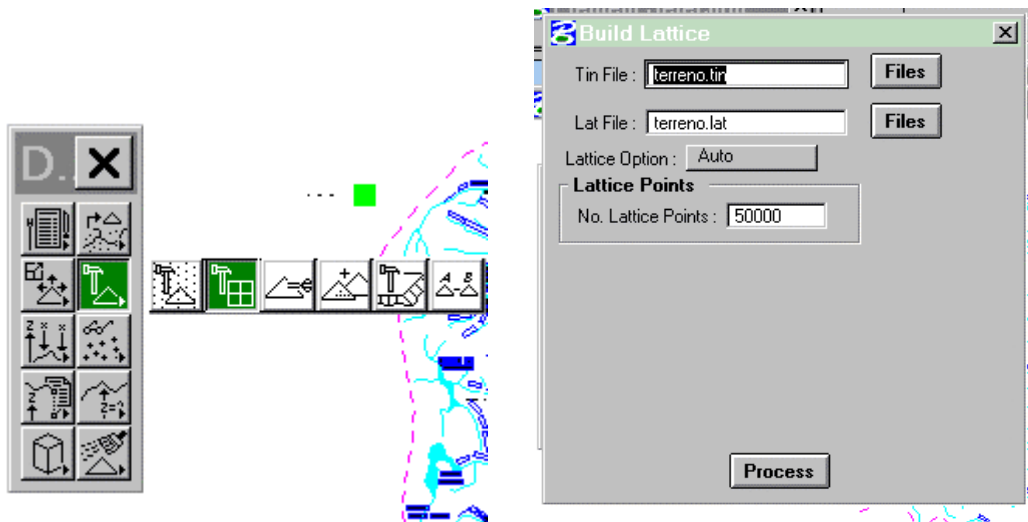 D..
A B
z
z=?
Build Lattice
Tin File : terreno.tin Files
Lat File : terreno.lat Files
Lattice Option : Auto
Lattice Points
No. Lattice Points : 50000
Process